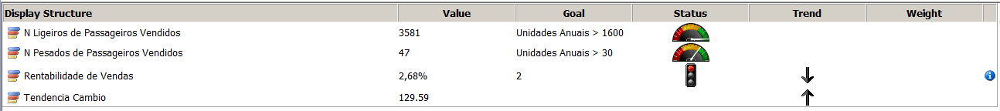 Display Structure Value Goal Status Trend Weight
N Ligeiros de Passageiros Vendidos 3581 Unidades Anuais > 1600
N Pesados de Passageiros Vendidos 47 Unidades Anuais > 30
Rentabilidade de Vendas 2,68% 2
Tendencia Cambio 129.59